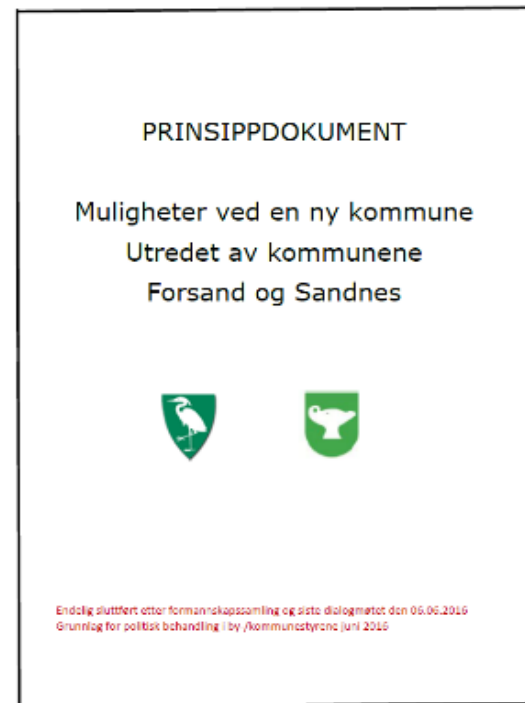 PRINSIPPDOKUMENT
Muligheter ved en ny kommune
Utredet av kommunene
Forsand og Sandnes
Endelig sluttført etter formannskapssamling og siste dialogmøtet den 06.06.2016
Grunnlag for politisk behandling i by /kommunestyrene juni 2016